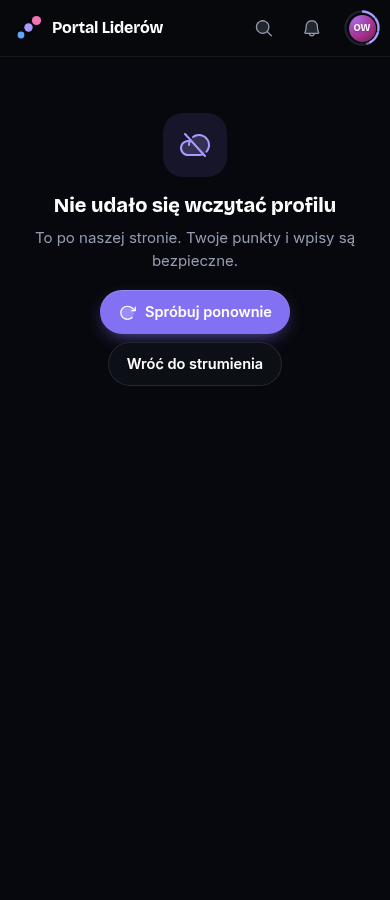 Portal Liderów
OW
Nie udało się wczytać profilu
To po naszej stronie. Twoje punkty i wpisy są
bezpieczne.
Spróbuj ponownie
Wróć do strumienia